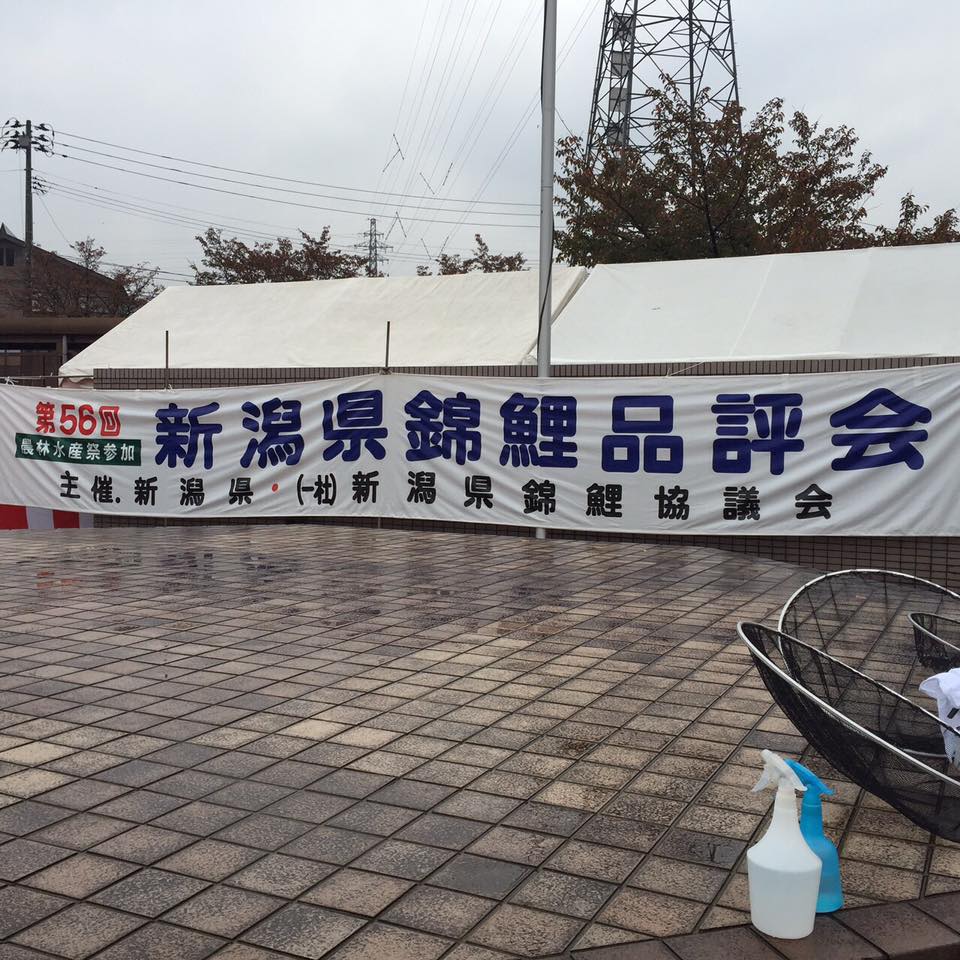 第56回
農林水産祭参加
新潟県錦鯉品評会
主催.新潟県・(一社)新潟県錦鯉協議会